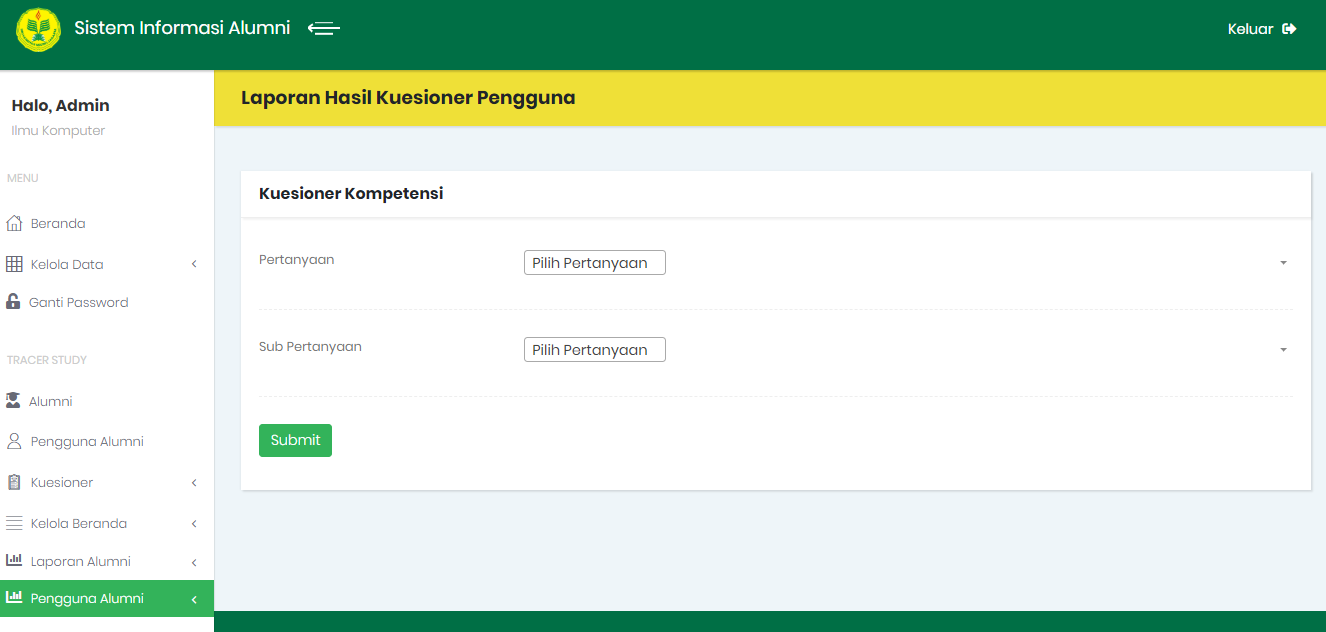 Sistem Informasi Alumni
Keluar
Halo, Admin
Ilmu Komputer
MENU
Beranda
Kelola Data
Ganti Password
TRACER STUDY
Alumni
Pengguna Alumni
Kuesioner
Kelola Beranda
Laporan Alumni
Pengguna Alumni
Laporan Hasil Kuesioner Pengguna
Kuesioner Kompetensi
Pertanyaan
Pilih Pertanyaan
Sub Pertanyaan
Pilih Pertanyaan
Submit